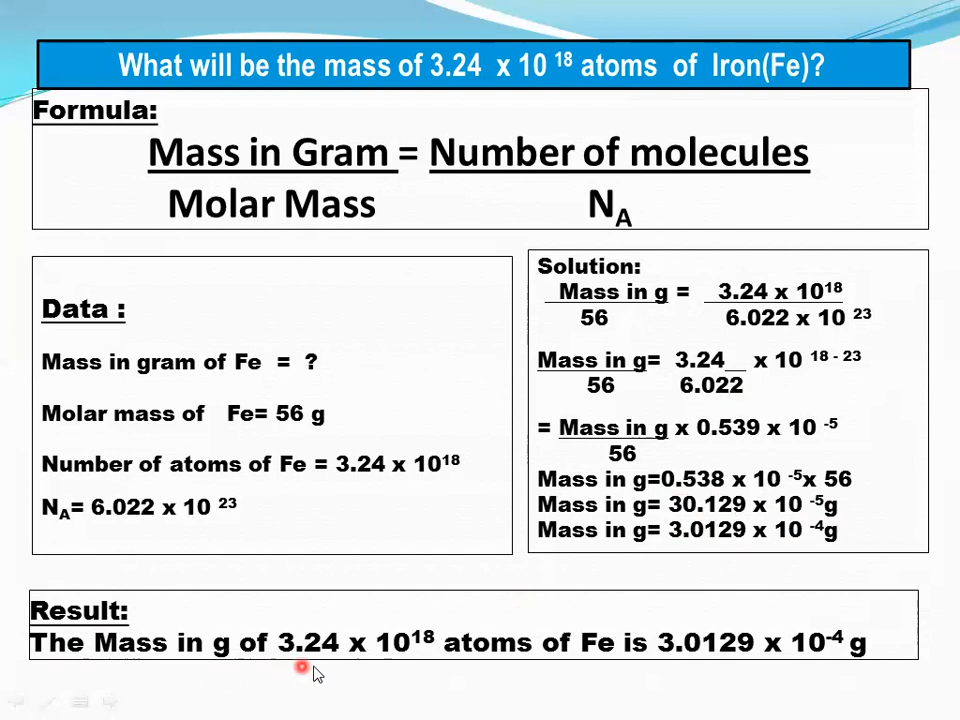 What will be the mass of 3.24 x 10 18 atoms of Iron(Fe)?
Formula:
Mass in Gram = Number of molecules
Molar Mass NA
Data :
Mass in gram of Fe = ?
Molar mass of Fe= 56 g
Number of atoms of Fe = 3.24 x 10¹⁸
NA= 6.022 x 10 ²³
Solution:
Mass in g = 3.24 x 10¹⁸
56 6.022 x 10 ²³
Mass in g= 3.24__ x 10 ¹⁸ ⁻ ²³
56 6.022
= Mass in g x 0.539 x 10 ⁻⁵
56
Mass in g=0.538 x 10 ⁻⁵x 56
Mass in g= 30.129 x 10 ⁻⁵g
Mass in g= 3.0129 x 10 ⁻⁴g
Result:
The Mass in g of 3.24 x 10¹⁸ atoms of Fe is 3.0129 x 10⁻⁴ g